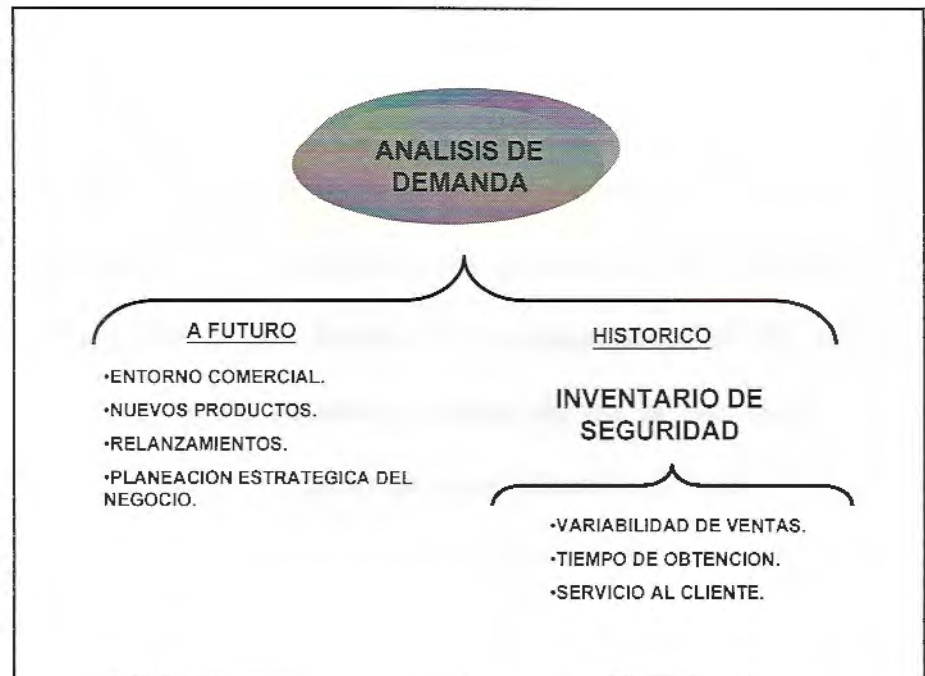 ANALISIS DE
DEMANDA
A FUTURO
•ENTORNO COMERCIAL.
•NUEVOS PRODUCTOS.
•RELANZAMIENTOS.
•PLANEACION ESTRATEGICA DEL
NEGOCIO.
HISTORICO
INVENTARIO DE
SEGURIDAD
•VARIABILIDAD DE VENTAS.
•TIEMPO DE OBTENCION.
•SERVICIO AL CLIENTE.